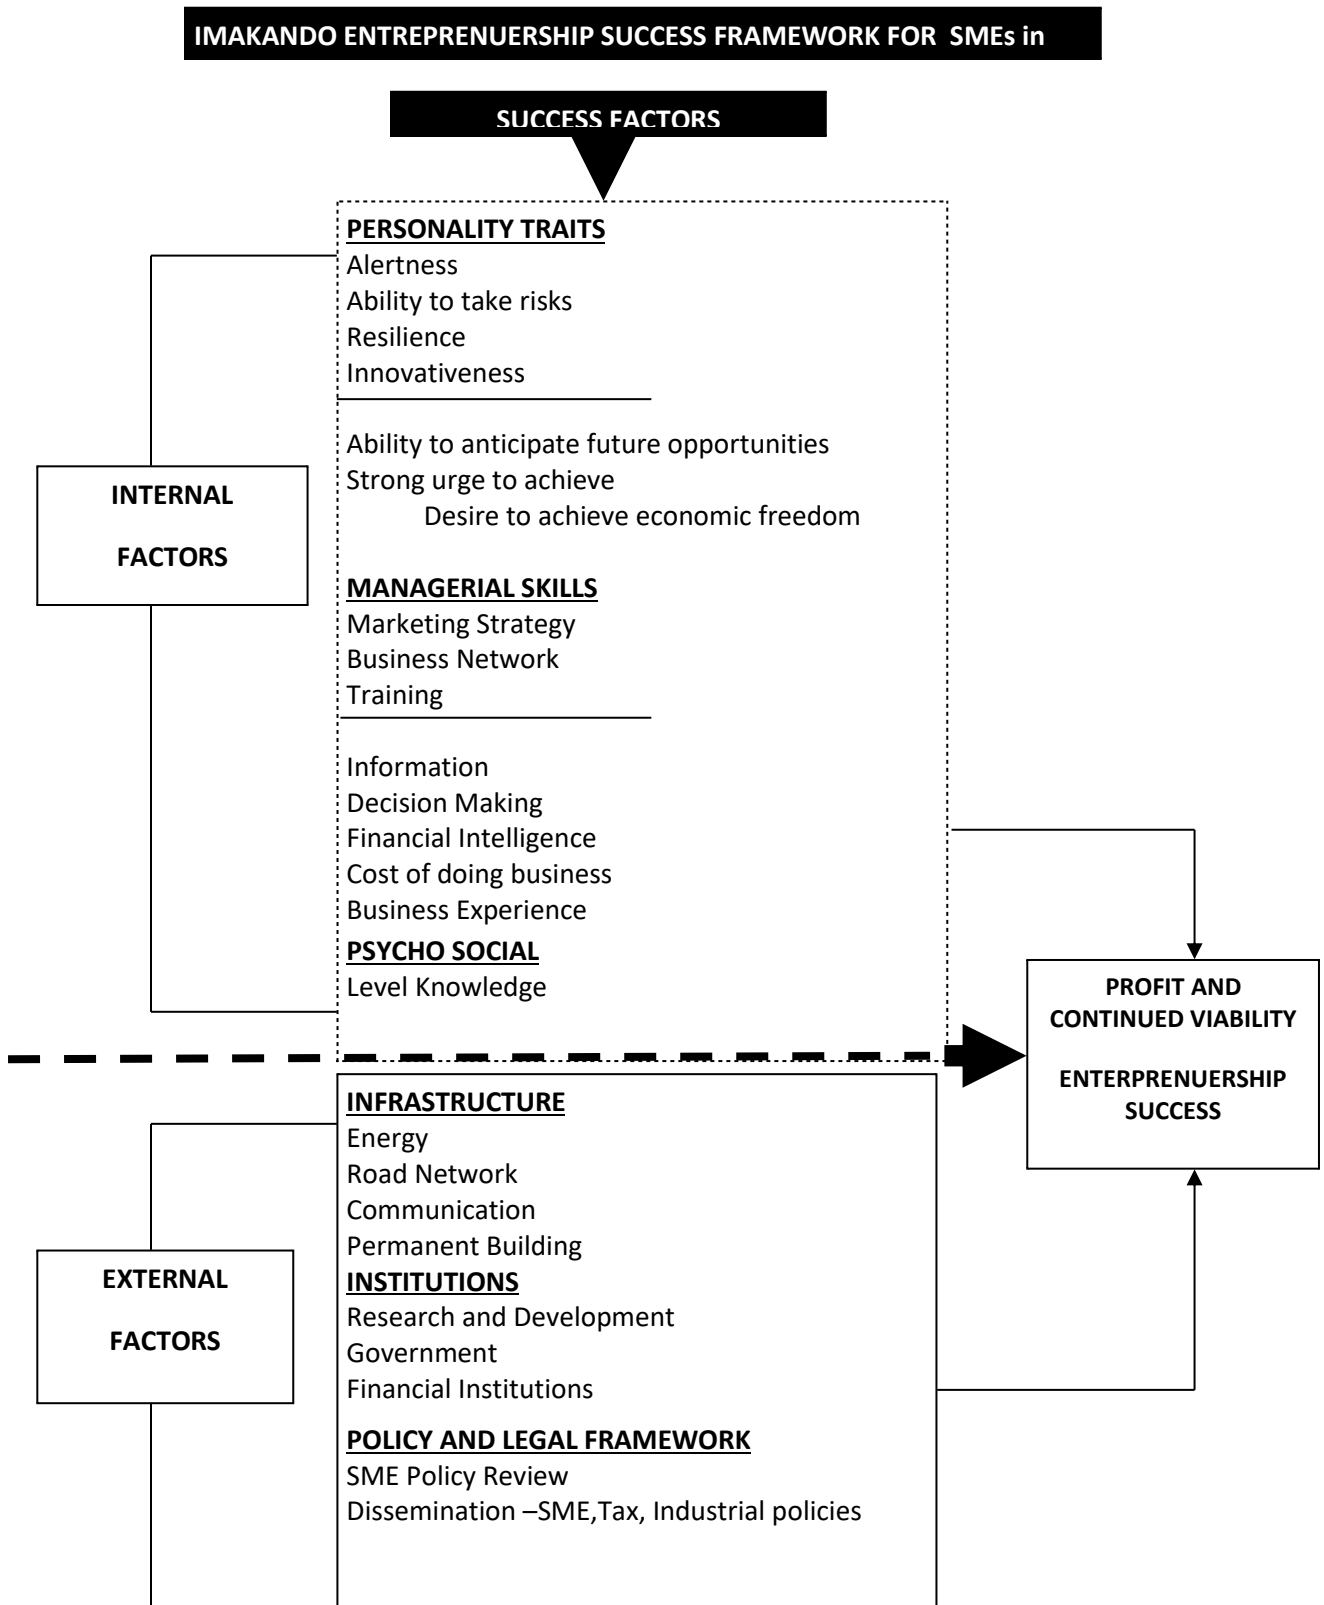 IMAKANDO ENTREPRENUERSHIP SUCCESS FRAMEWORK FOR SMEs in
SUCCESS FACTORS
PERSONALITY TRAITS
Alertness
Ability to take risks
Resilience
Innovativeness
Ability to anticipate future opportunities
Strong urge to achieve
Desire to achieve economic freedom
INTERNAL
FACTORS
MANAGERIAL SKILLS
Marketing Strategy
Business Network
Training
Information
Decision Making
Financial Intelligence
Cost of doing business
Business Experience
PSYCHO SOCIAL
Level Knowledge
PROFIT AND
CONTINUED VIABILITY
ENTERPRENUERSHIP
SUCCESS
INFRASTRUCTURE
Energy
Road Network
Communication
Permanent Building
EXTERNAL
FACTORS
INSTITUTIONS
Research and Development
Government
Financial Institutions
POLICY AND LEGAL FRAMEWORK
SME Policy Review
Dissemination –SME,Tax, Industrial policies